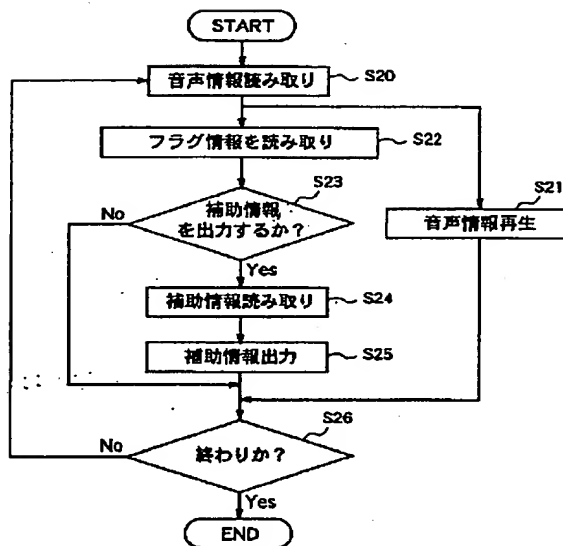 START
音声情報読み取り
S20
フラグ情報を読み取り
S22
S23
No
補助情報
を出力するか？
S21
音声情報再生
Yes
補助情報読み取り
S24
補助情報出力
S25
S26
No
終わりか？
Yes
END